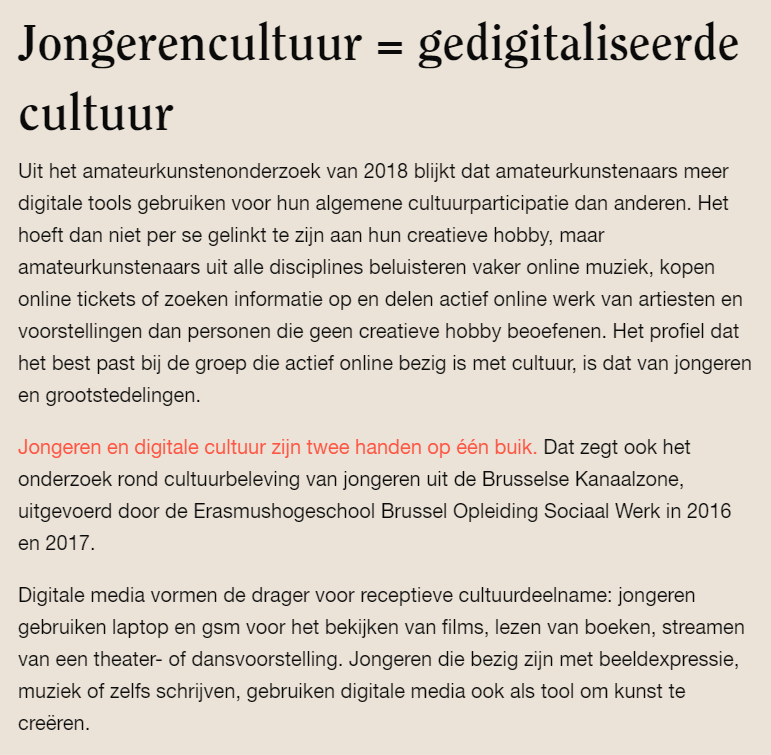 Jongerencultuur = gedigitaliseerde
cultuur
Uit het amateurkunstenonderzoek van 2018 blijkt dat amateurkunstenaars meer
digitale tools gebruiken voor hun algemene cultuurparticipatie dan anderen. Het
hoeft dan niet per se gelinkt te zijn aan hun creatieve hobby, maar
amateurkunstenaars uit alle disciplines beluisteren vaker online muziek, kopen
online tickets of zoeken informatie op en delen actief online werk van artiesten en
voorstellingen dan personen die geen creatieve hobby beoefenen. Het profiel dat
het best past bij de groep die actief online bezig is met cultuur, is dat van jongeren
en grootstedelingen.
Jongeren en digitale cultuur zijn twee handen op één buik. Dat zegt ook het
onderzoek rond cultuurbeleving van jongeren uit de Brusselse Kanaalzone,
uitgevoerd door de Erasmushogeschool Brussel Opleiding Sociaal Werk in 2016
en 2017.
Digitale media vormen de drager voor receptieve cultuurdeelname: jongeren
gebruiken laptop en gsm voor het bekijken van films, lezen van boeken, streamen
van een theater- of dansvoorstelling. Jongeren die bezig zijn met beeldexpressie,
muziek of zelfs schrijven, gebruiken digitale media ook als tool om kunst te
creëren.